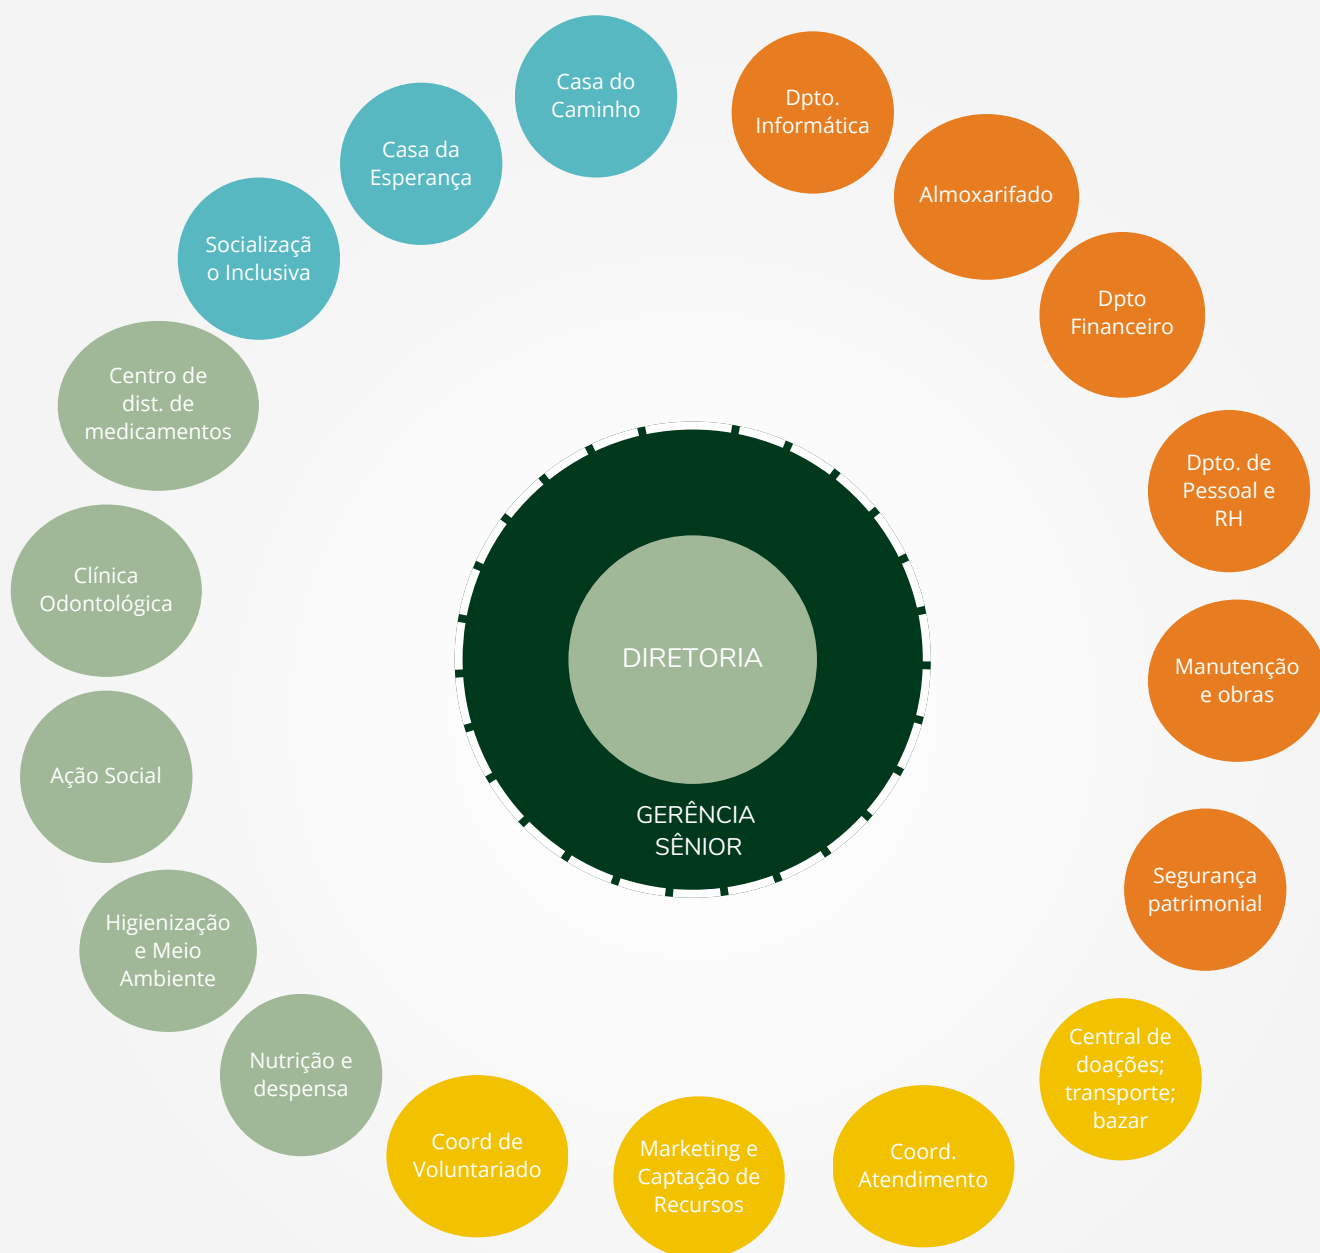 Casa do
Caminho
Dpto.
Informática
Casa da
Esperança
Almoxarifado
Socializaçã
o Inclusiva
Dpto
Financeiro
Centro de
dist. de
medicamentos
Dpto. de
Pessoal e
RH
Clínica
Odontológica
DIRETORIA
Manutenção
e obras
Ação Social
GERÊNCIA
SÊNIOR
Segurança
patrimonial
Higienização
e Meio
Ambiente
Central de
doações;
transporte;
bazar
Nutrição e
despensa
Coord de
Voluntariado
Marketing e
Captação de
Recursos
Coord.
Atendimento